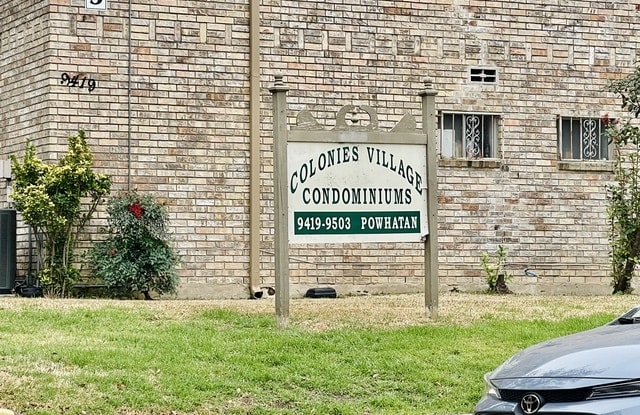 9419
COLONIES VILLAGE
CONDOMINIUMS
9419-9503 POWHATAN